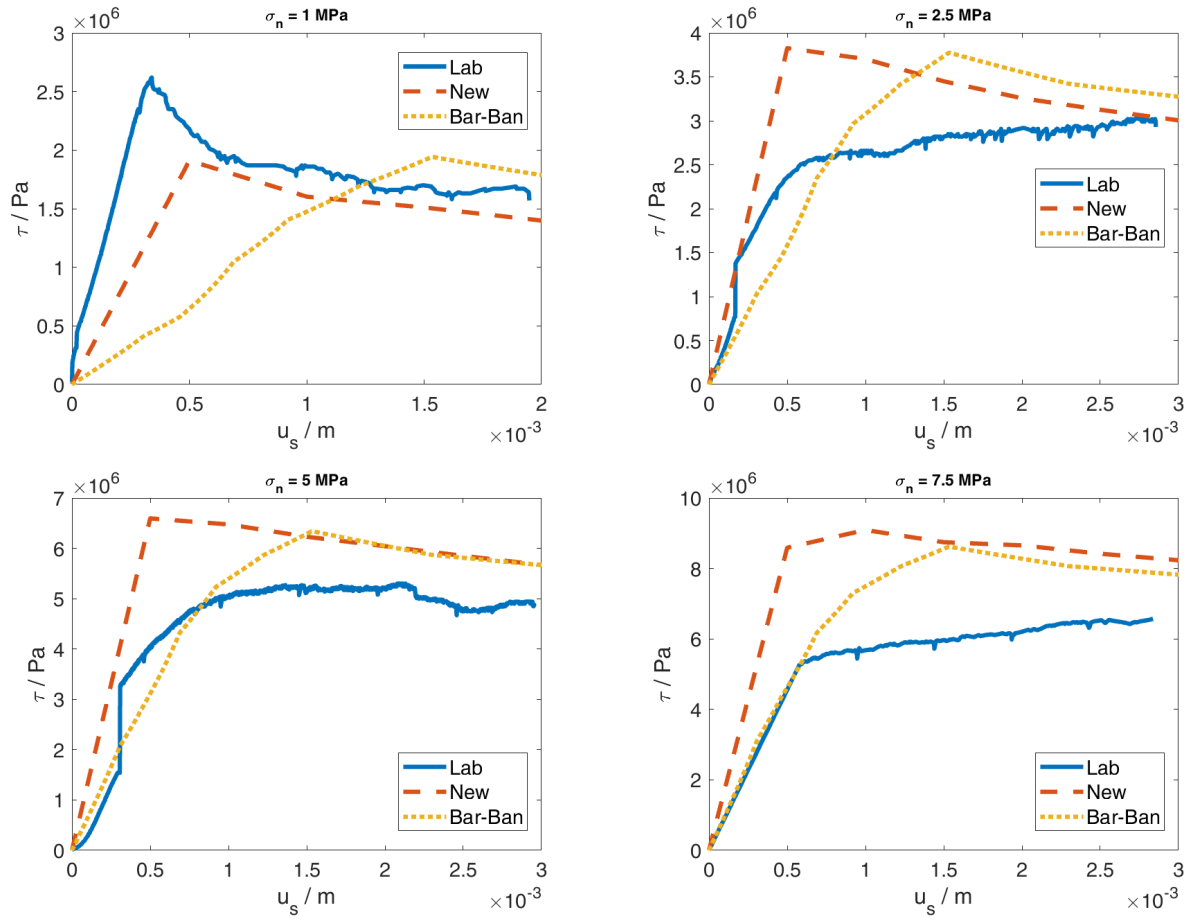 σn = 1 MPa
×10^6
3
2.5
2
1.5
1
0.5
0
τ / Pa
Lab
New
Bar-Ban
0 0.5 1 1.5 2
u_s / m
×10^-3
σn = 2.5 MPa
×10^6
4
3.5
3
2.5
2
1.5
1
0.5
0
τ / Pa
Lab
New
Bar-Ban
0 0.5 1 1.5 2 2.5 3
u_s / m
×10^-3
σn = 5 MPa
×10^6
7
6
5
4
3
2
1
0
τ / Pa
Lab
New
Bar-Ban
0 0.5 1 1.5 2 2.5 3
u_s / m
×10^-3
σn = 7.5 MPa
×10^6
10
8
6
4
2
0
τ / Pa
Lab
New
Bar-Ban
0 0.5 1 1.5 2 2.5 3
u_s / m
×10^-3